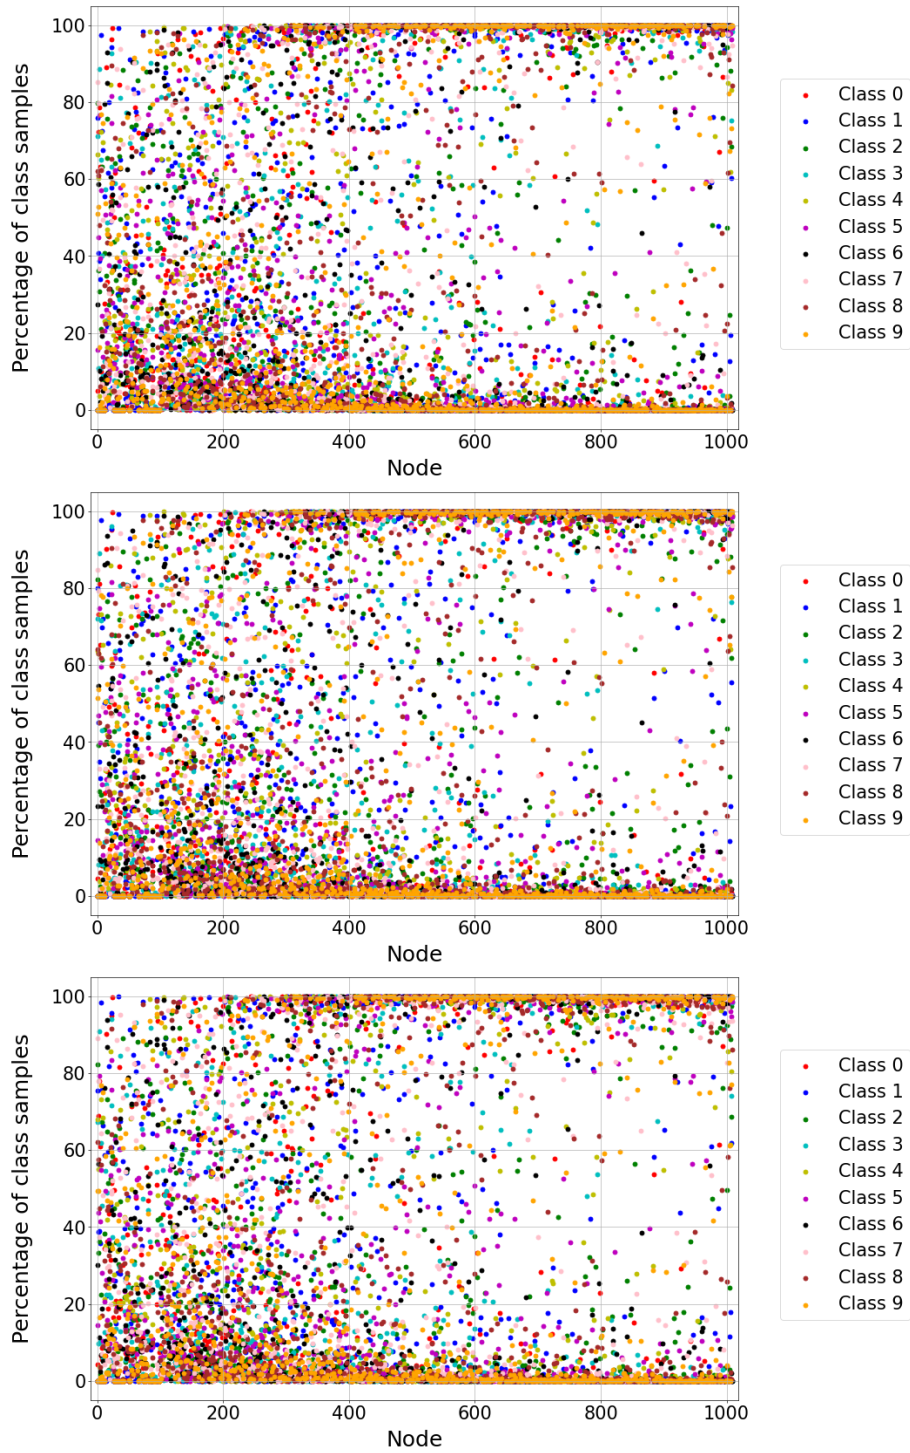 Percentage of class samples
100
80
60
40
20
0
0 200 400 600 800 1000
Node
Class 0
Class 1
Class 2
Class 3
Class 4
Class 5
Class 6
Class 7
Class 8
Class 9
Percentage of class samples
100
80
60
40
20
0
0 200 400 600 800 1000
Node
Class 0
Class 1
Class 2
Class 3
Class 4
Class 5
Class 6
Class 7
Class 8
Class 9
Percentage of class samples
100
80
60
40
20
0
0 200 400 600 800 1000
Node
Class 0
Class 1
Class 2
Class 3
Class 4
Class 5
Class 6
Class 7
Class 8
Class 9